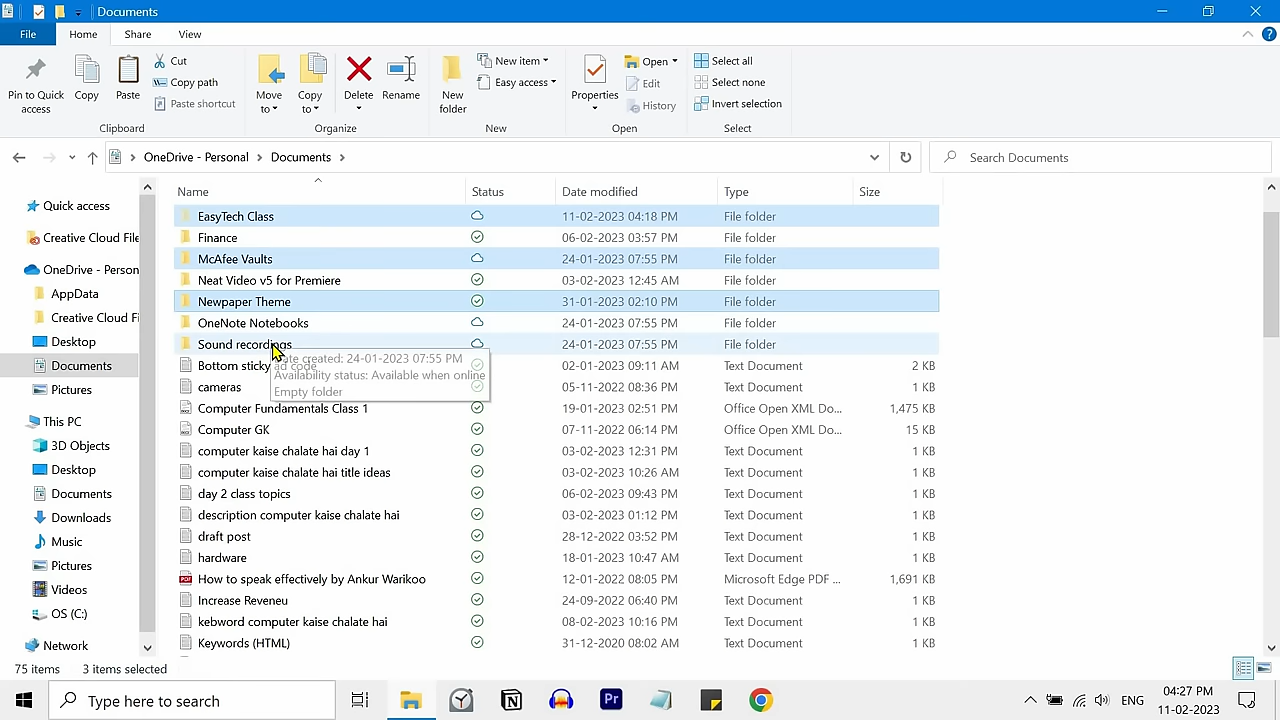 Documents
File Home Share View
Pin to Quick access
Copy
Paste
Cut
Copy path
Paste shortcut
Clipboard
Move to
Copy to
Delete
Rename
Organize
New folder
New item
Easy access
New
Properties
Open
Edit
History
Open
Select all
Select none
Invert selection
Select
OneDrive - Personal > Documents >
Search Documents
Quick access
Creative Cloud File
OneDrive - Person
AppData
Creative Cloud F
Desktop
Documents
Pictures
This PC
3D Objects
Desktop
Documents
Downloads
Music
Pictures
Videos
OS (C:)
Network
Name Status Date modified Type Size
EasyTech Class 11-02-2023 04:18 PM File folder
Finance 06-02-2023 03:57 PM File folder
McAfee Vaults 24-01-2023 07:55 PM File folder
Neat Video v5 for Premiere 03-02-2023 12:45 AM File folder
Newpaper Theme 31-01-2023 02:10 PM File folder
OneNote Notebooks 24-01-2023 07:55 PM File folder
Sound recordings 24-01-2023 07:55 PM File folder
Bottom sticky ad code 02-01-2023 09:11 AM Text Document 2 KB
cameras 05-11-2022 08:36 PM Text Document 1 KB
Computer Fundamentals Class 1 19-01-2023 02:51 PM Office Open XML Do... 1,475 KB
Computer GK 07-11-2022 06:14 PM Office Open XML Do... 15 KB
computer kaise chalate hai day 1 03-02-2023 12:31 PM Text Document 1 KB
computer kaise chalate hai title ideas 03-02-2023 10:26 AM Text Document 1 KB
day 2 class topics 06-02-2023 09:43 PM Text Document 1 KB
description computer kaise chalate hai 03-02-2023 01:12 PM Text Document 1 KB
draft post 28-12-2022 03:52 PM Text Document 1 KB
hardware 18-01-2023 10:47 AM Text Document 1 KB
How to speak effectively by Ankur Warikoo 12-01-2022 08:05 PM Microsoft Edge PDF ... 1,691 KB
Increase Reveneu 24-09-2022 06:40 PM Text Document 1 KB
kebword computer kaise chalate hai 08-02-2023 10:16 PM Text Document 1 KB
Keywords (HTML) 31-12-2020 08:02 AM Text Document 1 KB
ate created: 24-01-2023 07:55 PM
Availability status: Available when online
Empty folder
75 items 3 items selected
Type here to search
Pr
ENG
04:27 PM
11-02-2023